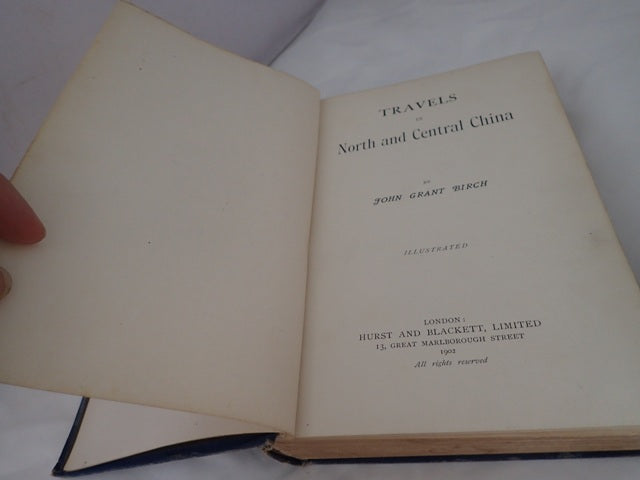 TRAVELS
IN
North and Central China
BY
JOHN GRANT BIRCH
ILLUSTRATED
LONDON:
HURST AND BLACKETT, LIMITED
13, GREAT MARLBOROUGH STREET
1902
All rights reserved